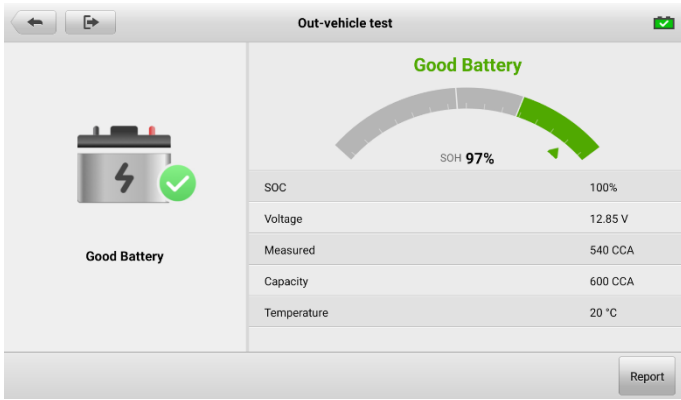 Out-vehicle test
Good Battery
SOH 97%
Good Battery
SOC 100%
Voltage 12.85 V
Measured 540 CCA
Capacity 600 CCA
Temperature 20 °C
Report